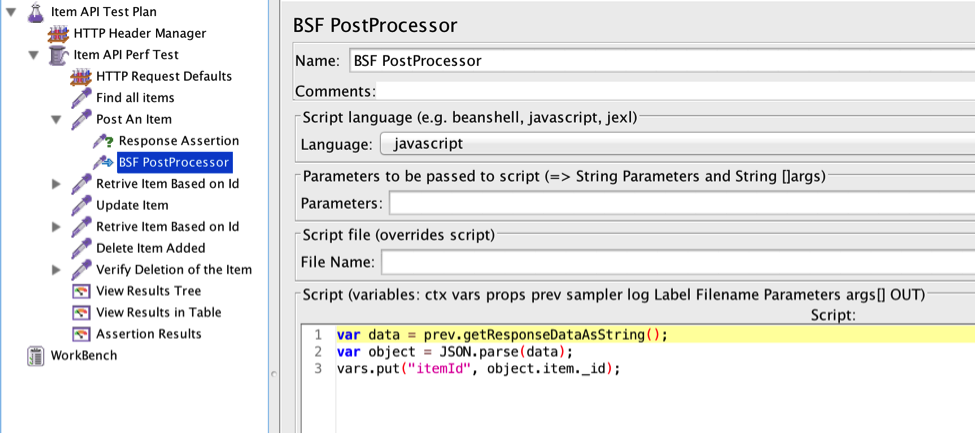 Item API Test Plan
HTTP Header Manager
Item API Perf Test
HTTP Request Defaults
Find all items
Post An Item
Response Assertion
BSF PostProcessor
Retrive Item Based on Id
Update Item
Retrive Item Based on Id
Delete Item Added
Verify Deletion of the Item
View Results Tree
View Results in Table
Assertion Results
WorkBench
BSF PostProcessor
Name: BSF PostProcessor
Comments:
Script language (e.g. beanshell, javascript, jexl)
Language: javascript
Parameters to be passed to script (=> String Parameters and String []args)
Parameters:
Script file (overrides script)
File Name:
Script (variables: ctx vars props prev sampler log Label Filename Parameters args[] OUT)
Script:
1 var data = prev.getResponseDataAsString();
2 var object = JSON.parse(data);
3 vars.put("itemId", object.item._id);